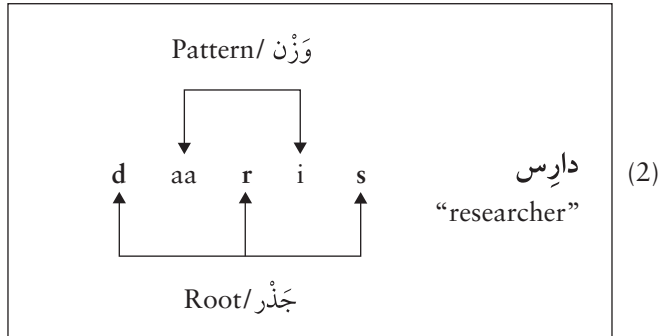 Pattern/ وَزْن
d aa r i s دارِس (2)
“researcher”
Root/ جَذْر